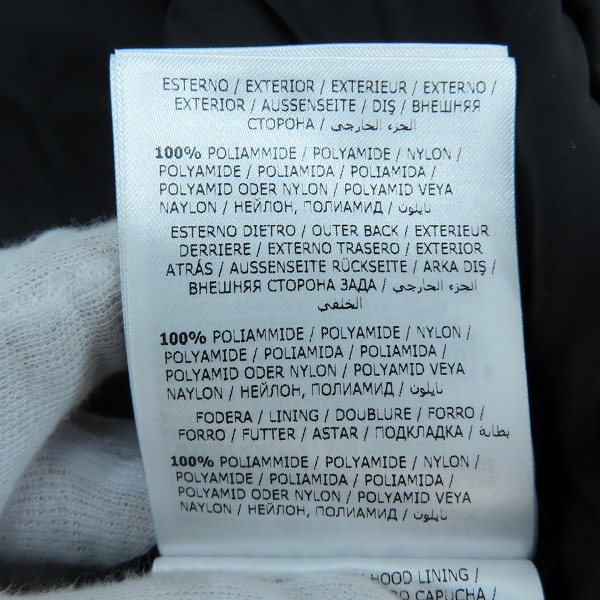 ESTERNO / EXTERIOR / EXTERIEUR / EXTERNO /
EXTERIOR / AUSSENSEITE / DIŞ / ВНЕШНЯЯ
СТОРОНА / الجزء الخارجي
100% POLIAMMIDE / POLYAMIDE / NYLON /
POLYAMIDE / POLIAMIDA / POLIAMIDA /
POLYAMID ODER NYLON / POLYAMID VEYA
NAYLON / НЕЙЛОН, ПОЛИАМИД / نايلون
ESTERNO DIETRO / OUTER BACK / EXTERIEUR
DERRIERE / EXTERNO TRASERO / EXTERIOR
ATRÁS / AUSSENSEITE RÜCKSEITE / ARKA DIŞ /
ВНЕШНЯЯ СТОРОНА ЗАДА / الجزء الخارجي
الخلفي
100% POLIAMMIDE / POLYAMIDE / NYLON /
POLYAMIDE / POLIAMIDA / POLIAMIDA /
POLYAMID ODER NYLON / POLYAMID VEYA
NAYLON / НЕЙЛОН, ПОЛИАМИД / نايلون
FODERA / LINING / DOUBLURE / FORRO /
FORRO / FUTTER / ASTAR / ПОДКЛАДКА / بطانة
100% POLIAMMIDE / POLYAMIDE / NYLON /
POLYAMIDE / POLIAMIDA / POLIAMIDA /
POLYAMID ODER NYLON / POLYAMID VEYA
NAYLON / НЕЙЛОН, ПОЛИАМИД / نايلون
HOOD LINING /
CAPUCHA /